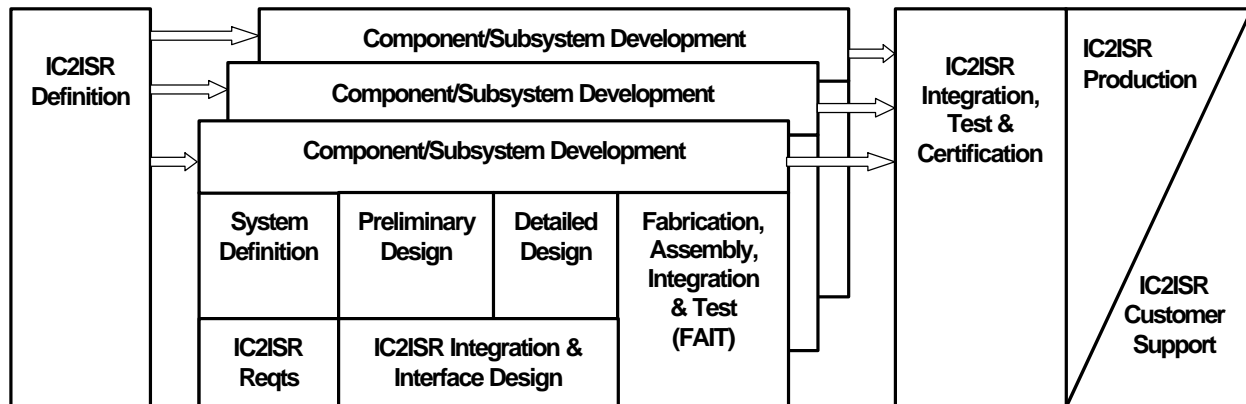 IC2ISR
Definition
Component/Subsystem Development
Component/Subsystem Development
Component/Subsystem Development
System
Definition
Preliminary
Design
Detailed
Design
Fabrication,
Assembly,
Integration
& Test
(FAIT)
IC2ISR
Reqts
IC2ISR Integration &
Interface Design
IC2ISR
Integration,
Test &
Certification
IC2ISR
Production
IC2ISR
Customer
Support